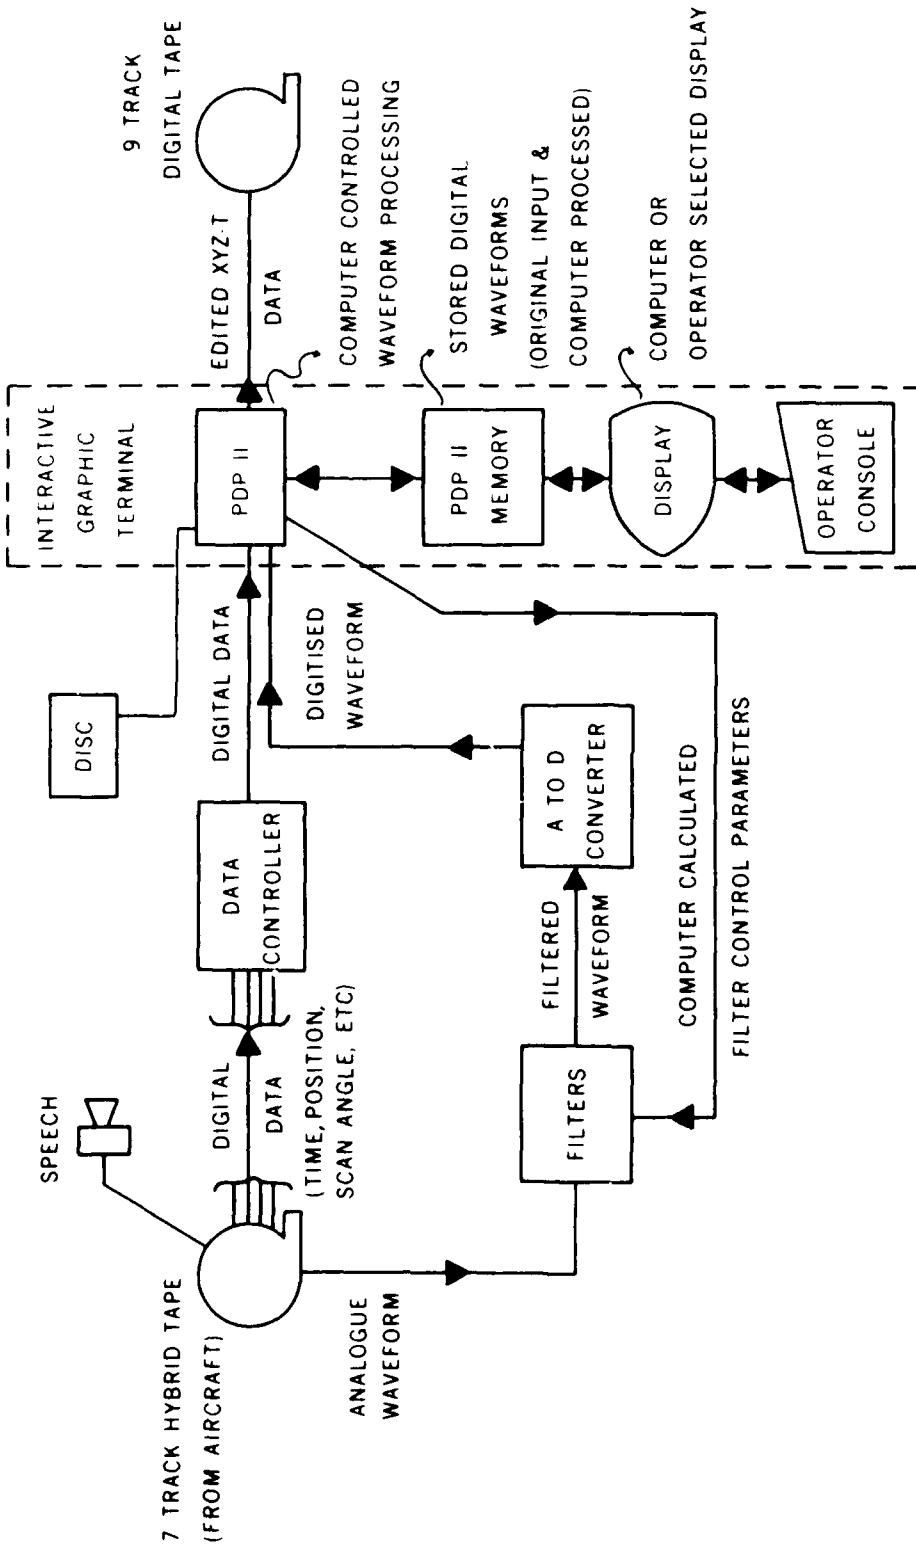 7 TRACK HYBRID TAPE
(FROM AIRCRAFT)
SPEECH
DIGITAL
DATA
(TIME, POSITION,
SCAN ANGLE, ETC)
ANALOGUE
WAVEFORM
DATA
CONTROLLER
DISC
DIGITAL DATA
DIGITISED
WAVEFORM
FILTERS
FILTERED
WAVEFORM
A TO D
CONVERTER
COMPUTER CALCULATED
FILTER CONTROL PARAMETERS
INTERACTIVE
GRAPHIC
TERMINAL
PDP 11
PDP 11
MEMORY
DISPLAY
OPERATOR
CONSOLE
EDITED XYZ-T
DATA
9 TRACK
DIGITAL TAPE
COMPUTER CONTROLLED
WAVEFORM PROCESSING
STORED DIGITAL
WAVEFORMS
(ORIGINAL INPUT &
COMPUTER PROCESSED)
COMPUTER OR
OPERATOR SELECTED DISPLAY